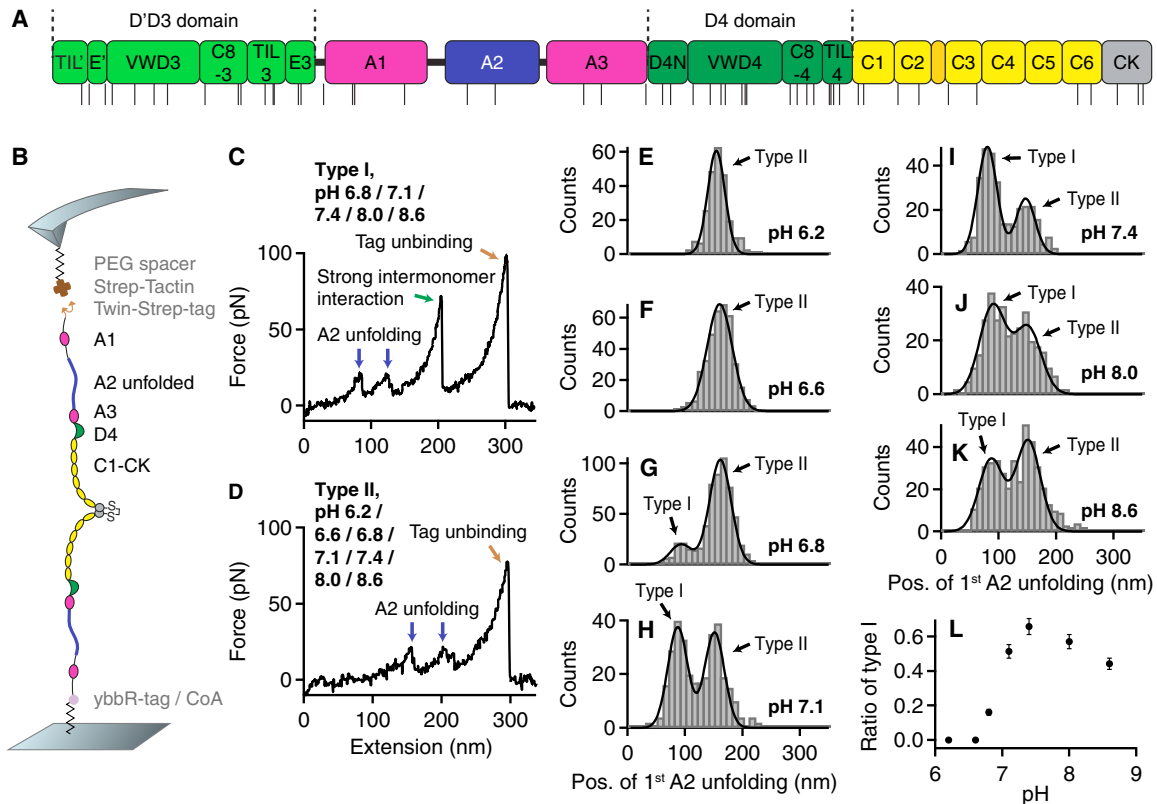 A
D'D3 domain
D4 domain
TIL'
E'
VWD3
C8
-3
TIL
3
E3
A1
A2
A3
D4N
VWD4
C8
-4
TIL
4
C1
C2
C3
C4
C5
C6
CK
B
PEG spacer
Strep-Tactin
Twin-Strep-tag
A1
A2 unfolded
A3
D4
C1-CK
S
S
ybbR-tag / CoA
C
Type I,
pH 6.8 / 7.1 /
7.4 / 8.0 / 8.6
Tag unbinding
Strong intermonomer
interaction
A2 unfolding
Force (pN)
100
50
0
0 100 200 300
D
Type II,
pH 6.2 /
6.6 / 6.8 /
7.1 / 7.4 /
8.0 / 8.6
Tag unbinding
A2 unfolding
Force (pN)
100
50
0
0 100 200 300
Extension (nm)
E
Type II
pH 6.2
Counts
60
40
20
0
F
pH 6.6
Counts
60
40
20
0
G
Type II
Type I
pH 6.8
Counts
100
50
0
H
Type I
Type II
pH 7.1
Counts
40
20
0
0 100 200 300
Pos. of 1st A2 unfolding (nm)
I
Type I
Type II
pH 7.4
Counts
40
20
0
J
Type I
Type II
pH 8.0
Counts
40
20
0
K
Type I
Type II
pH 8.6
Counts
40
20
0
0 100 200 300
Pos. of 1st A2 unfolding (nm)
L
Ratio of type I
0.6
0.4
0.2
0.0
6 7 8 9
pH